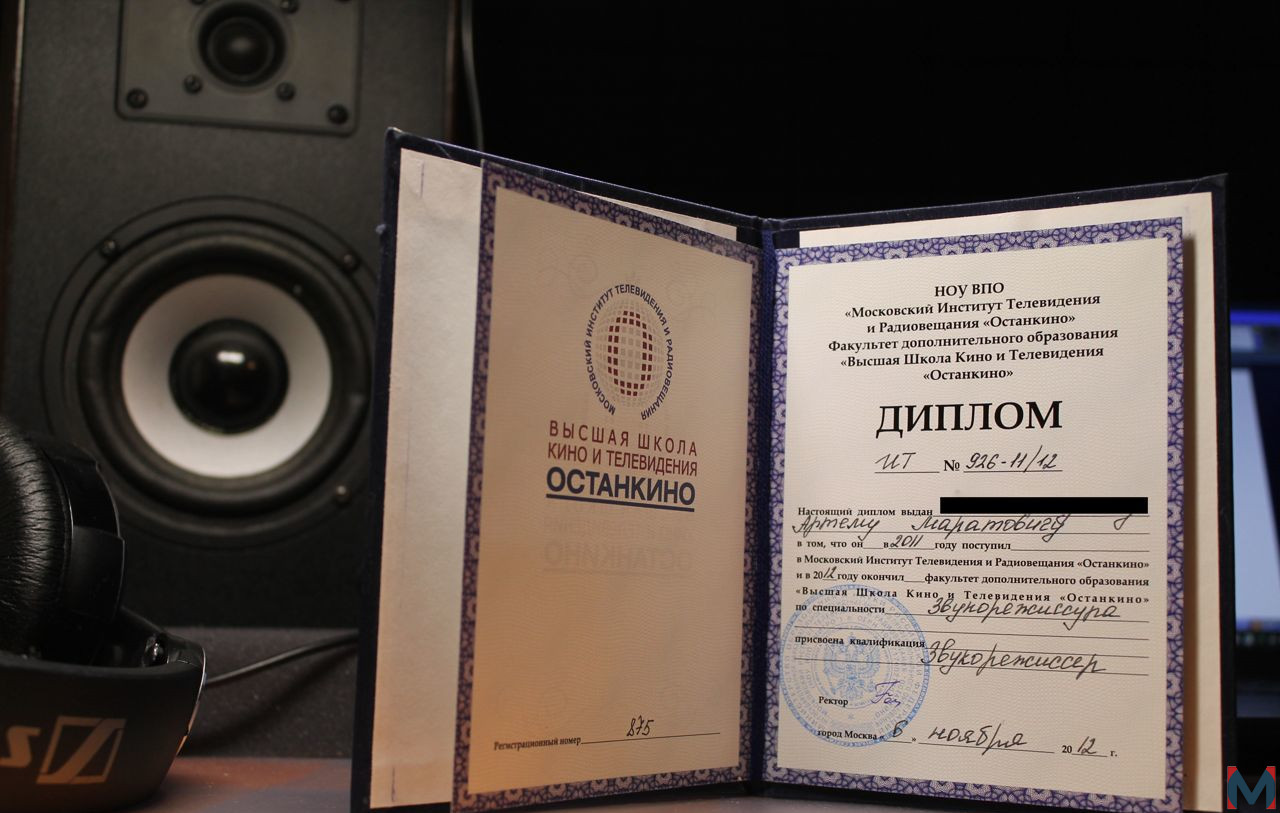 МОСКОВСКИЙ ИНСТИТУТ ТЕЛЕВИДЕНИЯ И РАДИОВЕЩАНИЯ
ВЫСШАЯ ШКОЛА
КИНО И ТЕЛЕВИДЕНИЯ
ОСТАНКИНО
Регистрационный номер 875
НОУ ВПО
«Московский Институт Телевидения
и Радиовещания «Останкино»
Факультет дополнительного образования
«Высшая Школа Кино и Телевидения
«Останкино»
ДИПЛОМ
ИТ № 926-11/12
Настоящий диплом выдан
Артему Маратовичу
в том, что он в 2011 году поступил
в Московский Институт Телевидения и Радиовещания «Останкино»
и в 2012 году окончил факультет дополнительного образования
«Высшая Школа Кино и Телевидения «Останкино»
по специальности Звукорежиссура
присвоена квалификация Звукорежиссер
Ректор
город Москва « 6 » ноября 2012 г.
M